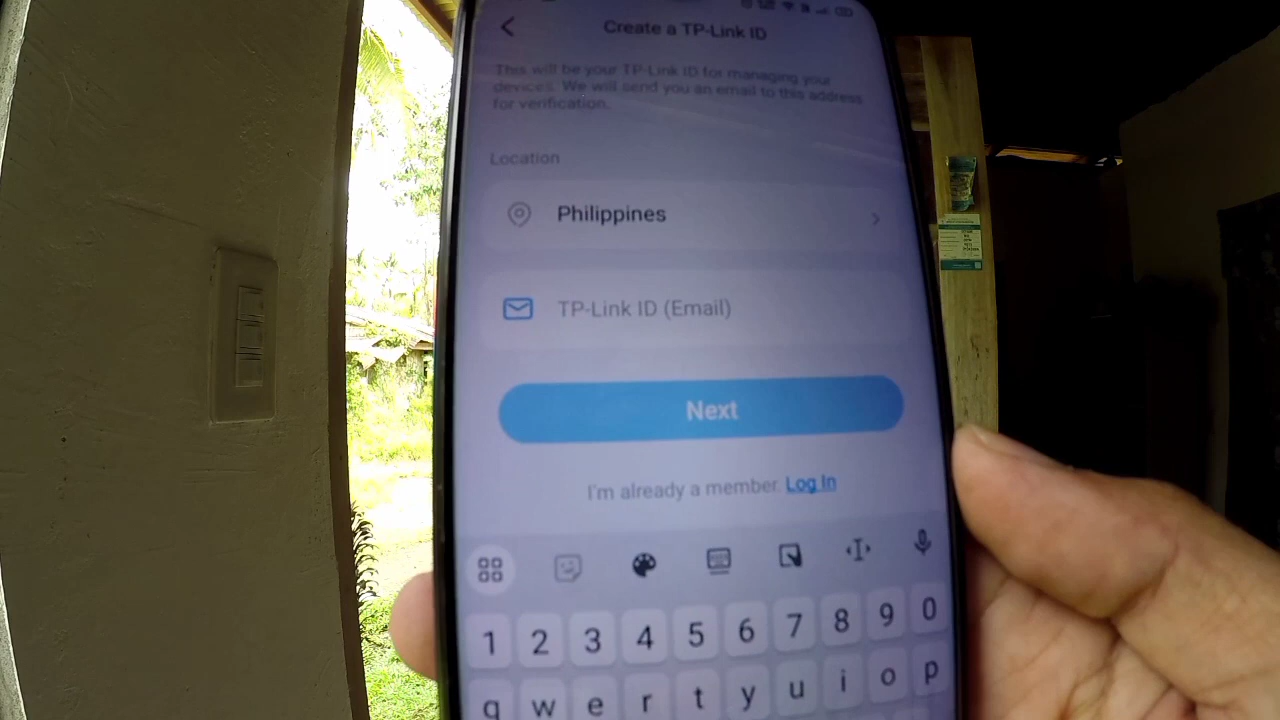 Create a TP-Link ID
This will be your TP-Link ID for managing your
devices. We will send you an email to this address
for verification.
Location
Philippines
TP-Link ID (Email)
Next
I'm already a member. Log In
1 2 3 4 5 6 7 8 9 0
q w e r t y u i o p